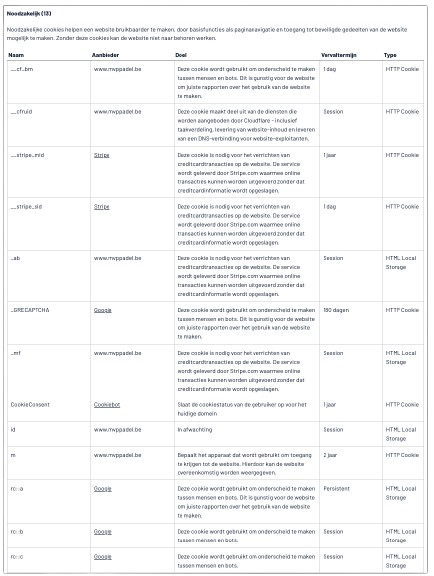 Noodzakelijk (13)
Noodzakelijke cookies helpen een website bruikbaarder te maken, door basisfuncties als paginanavigatie en toegang tot beveiligde gedeelten van de website
mogelijk te maken. Zonder deze cookies kan de website niet naar behoren werken.
Naam Aanbieder Doel Vervaltermijn Type
__cf_bm www.mvppadel.be Deze cookie wordt gebruikt om onderscheid te maken 1 dag HTTP Cookie
tussen mensen en bots. Dit is gunstig voor de website
om juiste rapporten over het gebruik van de website
te maken.
__cfruid www.mvppadel.be Deze cookie maakt deel uit van de diensten die Session HTTP Cookie
worden aangeboden door Cloudflare - inclusief
taakverdeling, levering van website-inhoud en leveren
van een DNS-verbinding voor website-exploitanten.
__stripe_mid Stripe Deze cookie is nodig voor het verrichten van 1 jaar HTTP Cookie
creditcardtransacties op de website. De service
wordt geleverd door Stripe.com waarmee online
transacties kunnen worden uitgevoerd zonder dat
creditcardinformatie wordt opgeslagen.
__stripe_sid Stripe Deze cookie is nodig voor het verrichten van 1 dag HTTP Cookie
creditcardtransacties op de website. De service
wordt geleverd door Stripe.com waarmee online
transacties kunnen worden uitgevoerd zonder dat
creditcardinformatie wordt opgeslagen.
_ab www.mvppadel.be Deze cookie is nodig voor het verrichten van Session HTML Local
creditcardtransacties op de website. De service Storage
wordt geleverd door Stripe.com waarmee online
transacties kunnen worden uitgevoerd zonder dat
creditcardinformatie wordt opgeslagen.
_GRECAPTCHA Google Deze cookie wordt gebruikt om onderscheid te maken 180 dagen HTTP Cookie
tussen mensen en bots. Dit is gunstig voor de website
om juiste rapporten over het gebruik van de website
te maken.
_mf www.mvppadel.be Deze cookie is nodig voor het verrichten van Session HTML Local
creditcardtransacties op de website. De service Storage
wordt geleverd door Stripe.com waarmee online
transacties kunnen worden uitgevoerd zonder dat
creditcardinformatie wordt opgeslagen.
CookieConsent Cookiebot Slaat de cookiestatus van de gebruiker op voor het 1 jaar HTTP Cookie
huidige domein
id www.mvppadel.be In afwachting Session HTML Local
Storage
m www.mvppadel.be Bepaalt het apparaat dat wordt gebruikt om toegang 2 jaar HTTP Cookie
te krijgen tot de website. Hierdoor kan de website
overeenkomstig worden weergegeven.
rc::a Google Deze cookie wordt gebruikt om onderscheid te maken Persistent HTML Local
tussen mensen en bots. Dit is gunstig voor de website Storage
om juiste rapporten over het gebruik van de website
te maken.
rc::b Google Deze cookie wordt gebruikt om onderscheid te maken Session HTML Local
tussen mensen en bots. Storage
rc::c Google Deze cookie wordt gebruikt om onderscheid te maken Session HTML Local
tussen mensen en bots. Storage